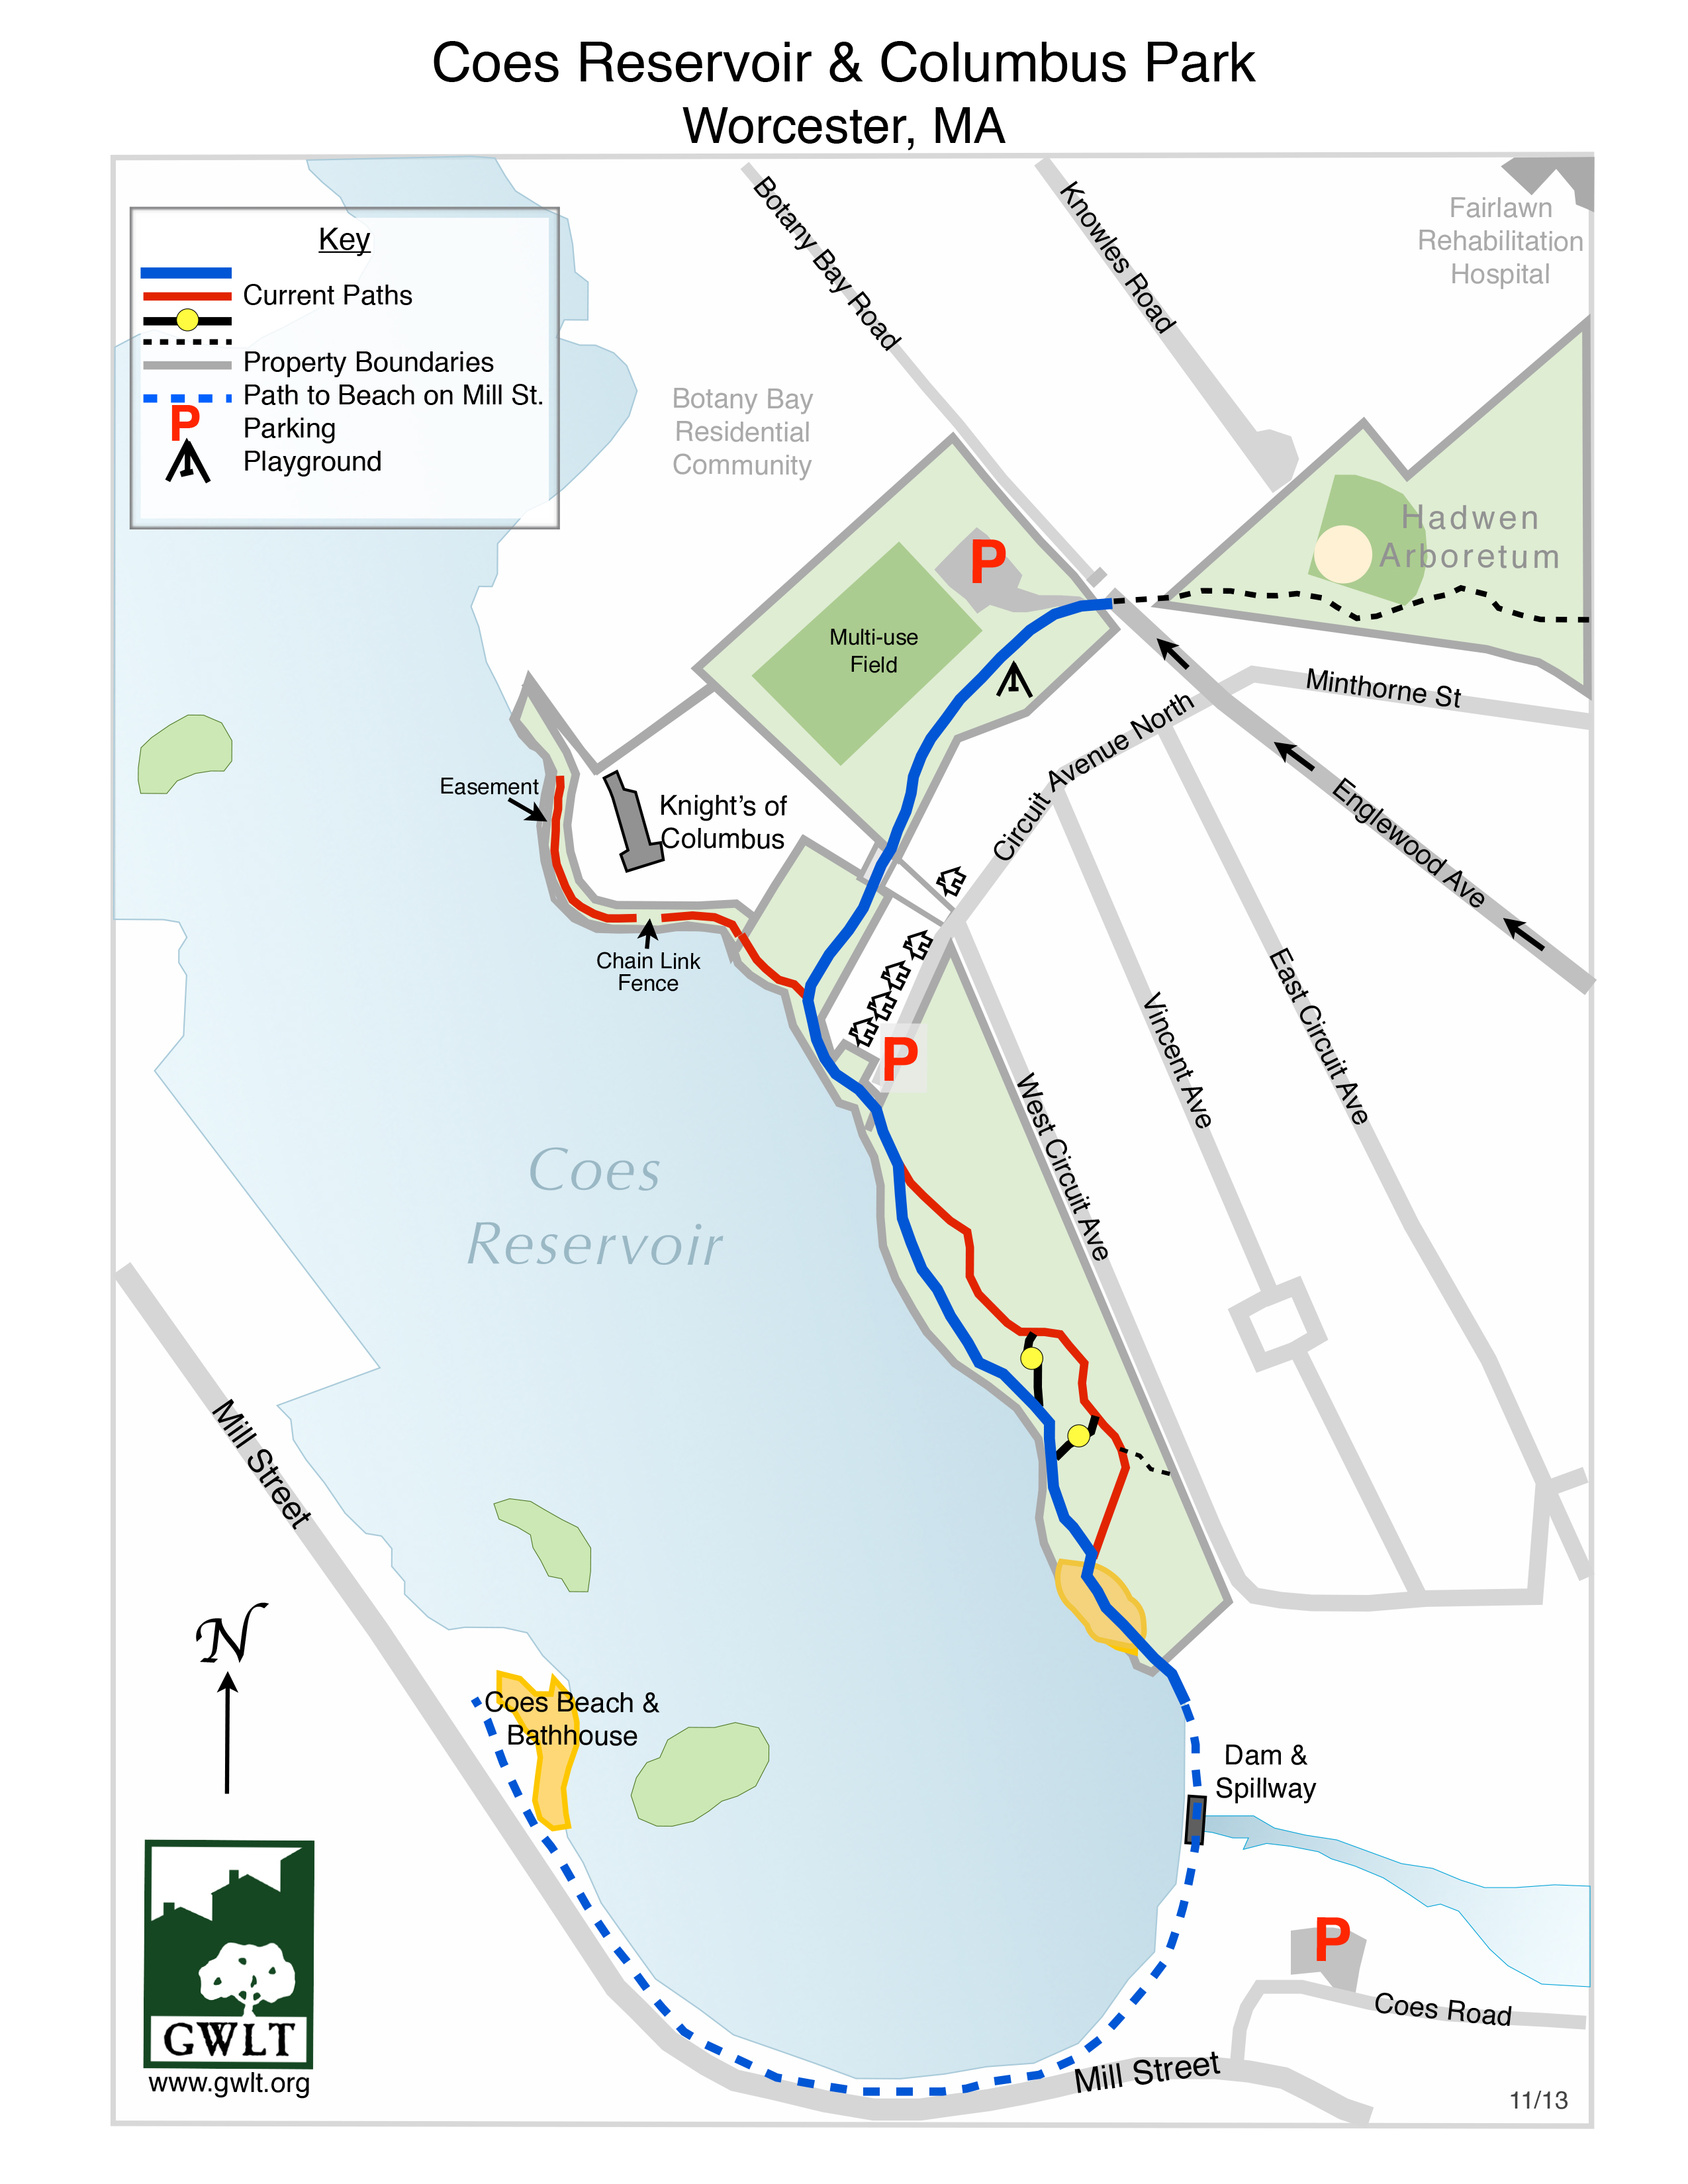 Coes Reservoir & Columbus Park
Worcester, MA
Key
Current Paths
Property Boundaries
Path to Beach on Mill St.
P
Parking
Playground
Botany Bay Road
Knowles Road
Fairlawn
Rehabilitation
Hospital
Botany Bay
Residential
Community
P
Hadwen
Arboretum
Multi-use
Field
Minthorne St
Circuit Avenue North
Easement
Knight's of
Columbus
Englewood Ave
Chain Link
Fence
P
East Circuit Ave
Vincent Ave
West Circuit Ave
Coes
Reservoir
Mill Street
N
Coes Beach &
Bathhouse
Dam &
Spillway
P
Coes Road
Mill Street
GWLT
www.gwlt.org
11/13